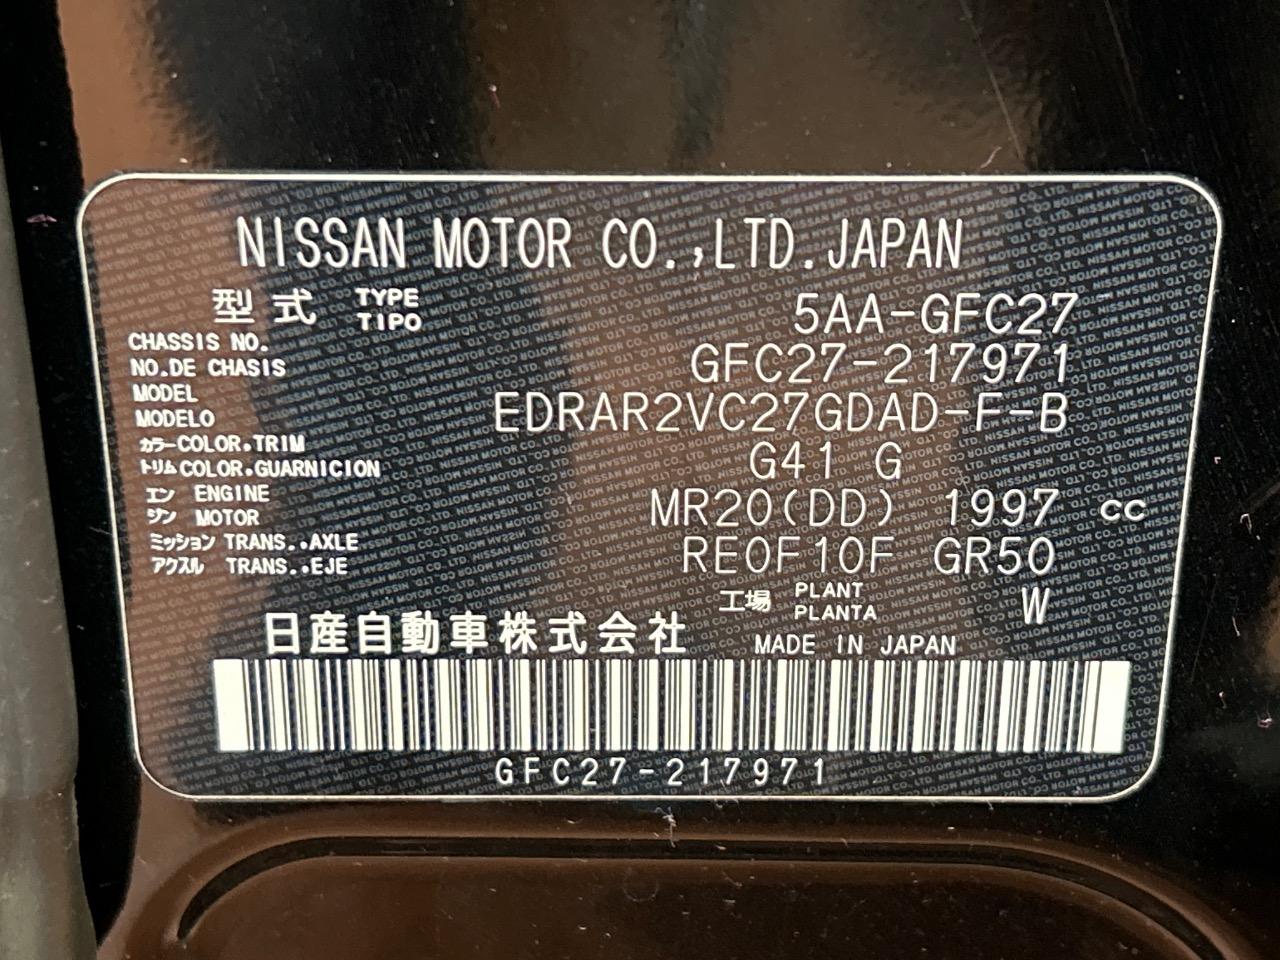 NISSAN MOTOR CO.,LTD.JAPAN
型式 TYPE TIPO 5AA-GFC27
CHASSIS NO.
NO.DE CHASIS GFC27-217971
MODEL
MODELO EDRAR2VC27GDAD-F-B
カラー COLOR,TRIM
トリム COLOR.GUARNICION G41 G
エン ENGINE
ジン MOTOR MR20(DD) 1997 cc
ミッション TRANS.,AXLE
アクスル TRANS.,EJE RE0F10F GR50
工場 PLANT PLANTA W
日産自動車株式会社 MADE IN JAPAN
GFC27-217971